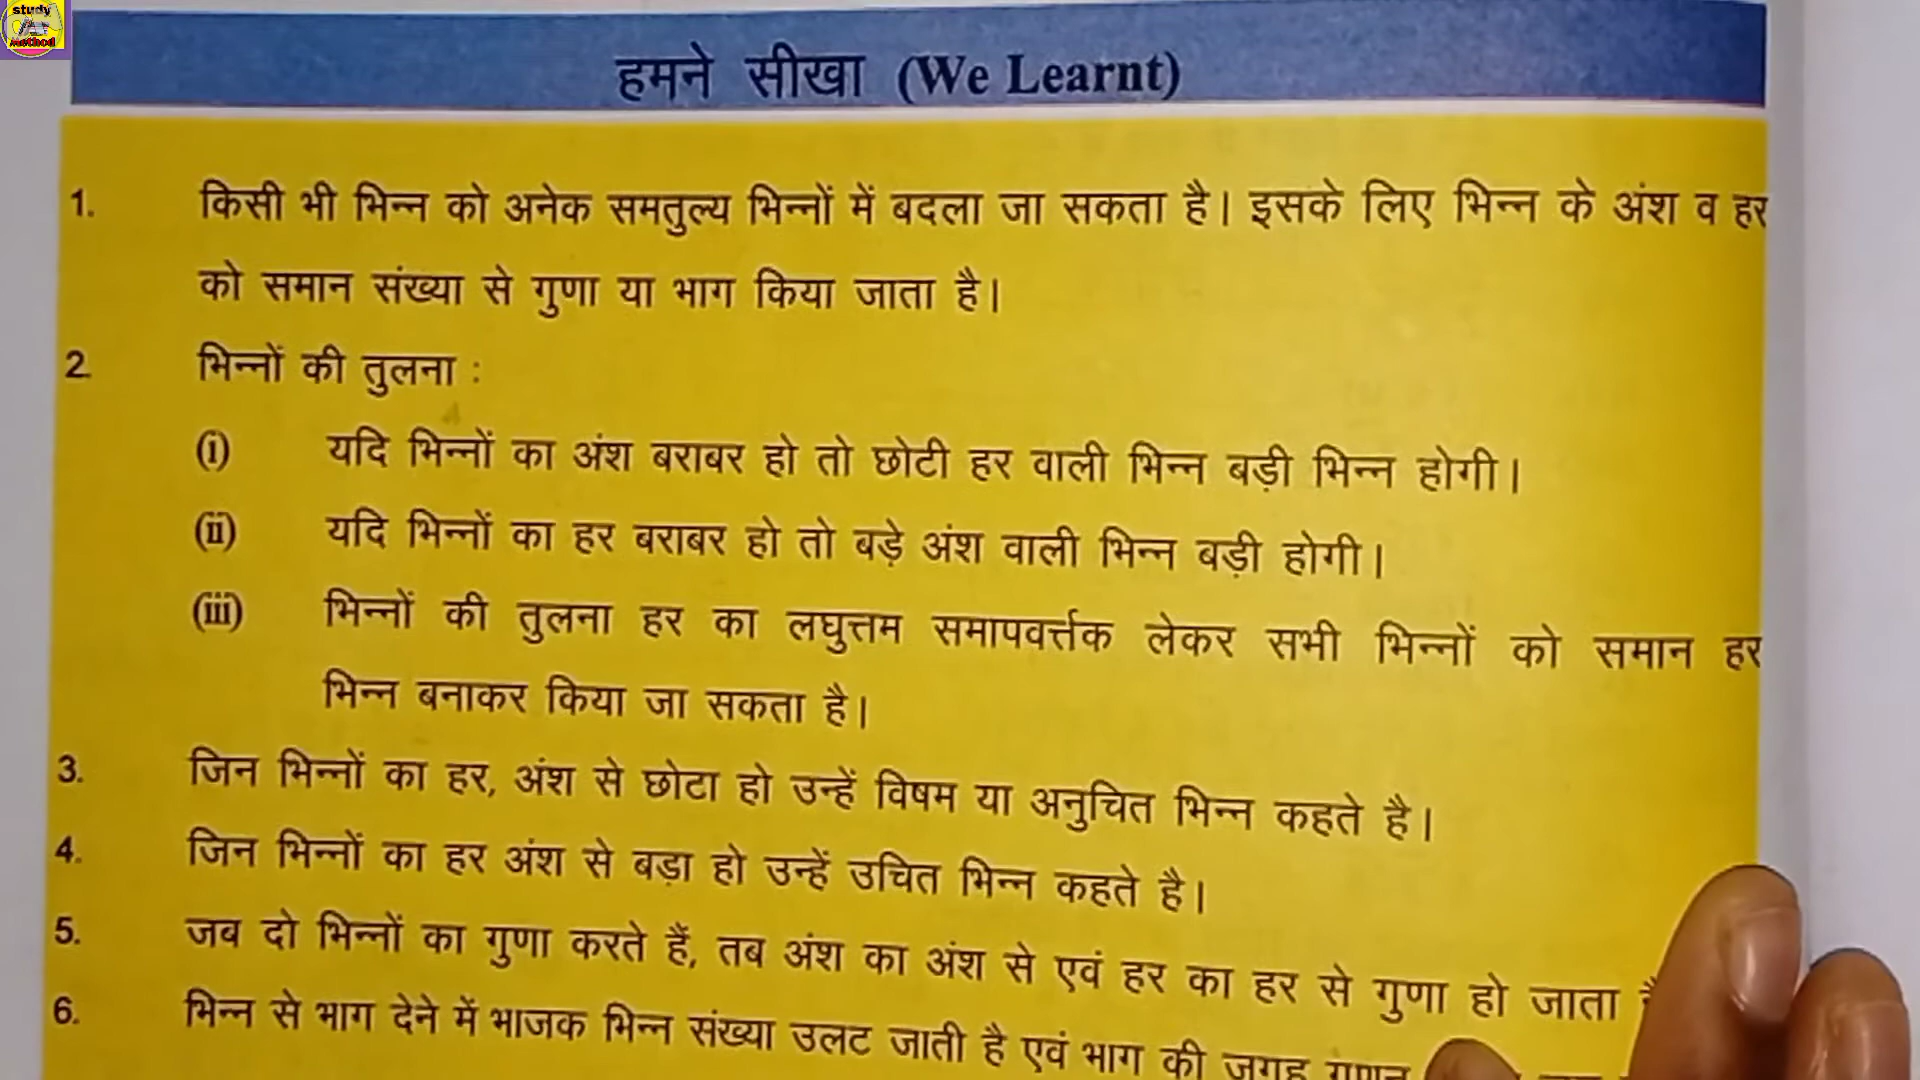 study
Method
हमने सीखा (We Learnt)
1. किसी भी भिन्न को अनेक समतुल्य भिन्नों में बदला जा सकता है। इसके लिए भिन्न के अंश व हर
को समान संख्या से गुणा या भाग किया जाता है।
2. भिन्नों की तुलना :
(i) यदि भिन्नों का अंश बराबर हो तो छोटी हर वाली भिन्न बड़ी भिन्न होगी।
(ii) यदि भिन्नों का हर बराबर हो तो बड़े अंश वाली भिन्न बड़ी होगी।
(iii) भिन्नों की तुलना हर का लघुत्तम समापवर्त्तक लेकर सभी भिन्नों को समान हर
भिन्न बनाकर किया जा सकता है।
3. जिन भिन्नों का हर, अंश से छोटा हो उन्हें विषम या अनुचित भिन्न कहते है।
4. जिन भिन्नों का हर अंश से बड़ा हो उन्हें उचित भिन्न कहते है।
5. जब दो भिन्नों का गुणा करते हैं, तब अंश का अंश से एवं हर का हर से गुणा हो जाता
6. भिन्न से भाग देने में भाजक भिन्न संख्या उलट जाती है एवं भाग की जगह